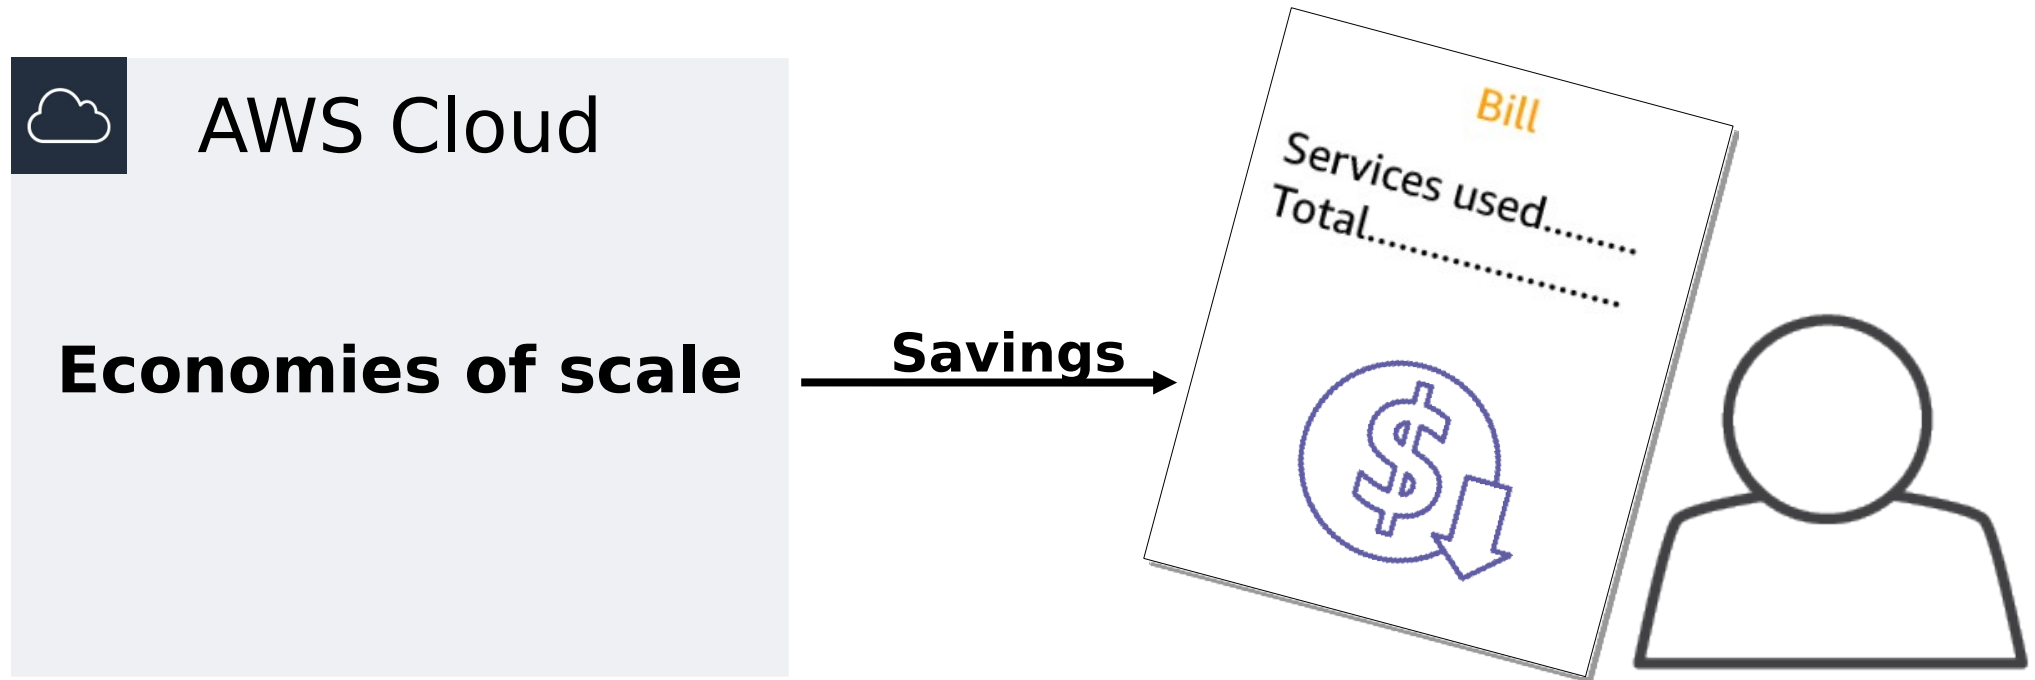 AWS Cloud
Economies of scale
Savings
Bill
Services used.........
Total........................
$